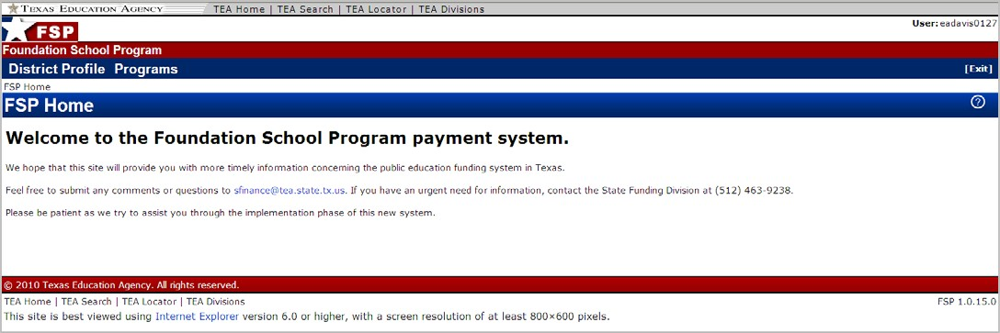 TEXAS EDUCATION AGENCY TEA Home | TEA Search | TEA Locator | TEA Divisions
FSP User: eadavis0127
Foundation School Program
District Profile Programs [Exit]
FSP Home
FSP Home ?
Welcome to the Foundation School Program payment system.
We hope that this site will provide you with more timely information concerning the public education funding system in Texas.
Feel free to submit any comments or questions to sfinance@tea.state.tx.us. If you have an urgent need for information, contact the State Funding Division at (512) 463-9238.
Please be patient as we try to assist you through the implementation phase of this new system.
© 2010 Texas Education Agency. All rights reserved.
TEA Home | TEA Search | TEA Locator | TEA Divisions FSP 1.0.15.0
This site is best viewed using Internet Explorer version 6.0 or higher, with a screen resolution of at least 800×600 pixels.